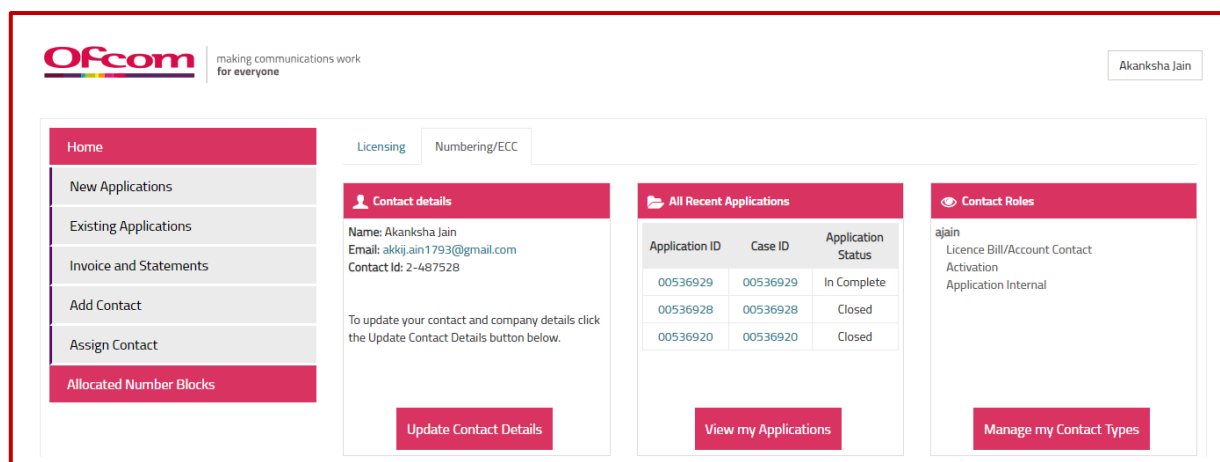 Ofcom
making communications work
for everyone
Akanksha Jain
Home
New Applications
Existing Applications
Invoice and Statements
Add Contact
Assign Contact
Allocated Number Blocks
Licensing
Numbering/ECC
Contact details
Name: Akanksha Jain
Email: akkij.ain1793@gmail.com
Contact Id: 2-487528
To update your contact and company details click
the Update Contact Details button below.
Update Contact Details
All Recent Applications
Application ID Case ID Application Status
00536929 00536929 In Complete
00536928 00536928 Closed
00536920 00536920 Closed
View my Applications
Contact Roles
ajain
Licence Bill/Account Contact
Activation
Application Internal
Manage my Contact Types